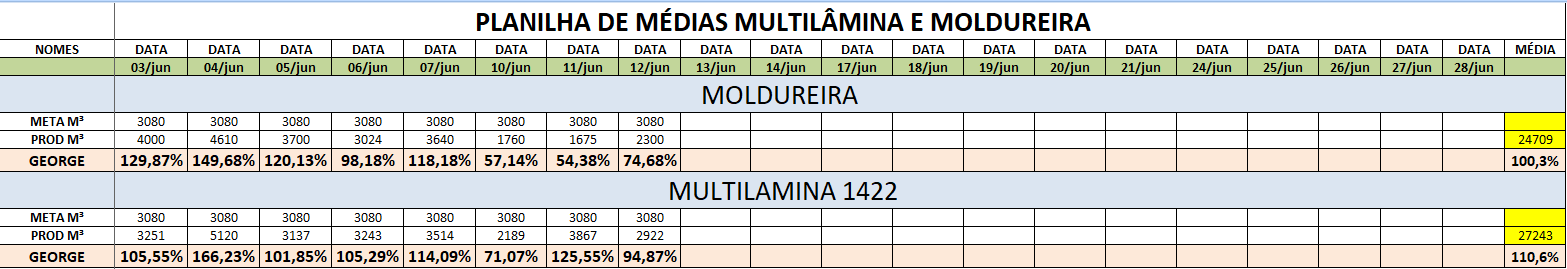 PLANILHA DE MÉDIAS MULTILÂMINA E MOLDUREIRA
NOMES DATA DATA DATA DATA DATA DATA DATA DATA DATA DATA DATA DATA DATA DATA DATA DATA DATA DATA DATA DATA MÉDIA
03/jun 04/jun 05/jun 06/jun 07/jun 10/jun 11/jun 12/jun 13/jun 14/jun 17/jun 18/jun 19/jun 20/jun 21/jun 24/jun 25/jun 26/jun 27/jun 28/jun
MOLDUREIRA
META M³ 3080 3080 3080 3080 3080 3080 3080 3080
PROD M³ 4000 4610 3700 3024 3640 1760 1675 2300 24709
GEORGE 129,87% 149,68% 120,13% 98,18% 118,18% 57,14% 54,38% 74,68% 100,3%
MULTILAMINA 1422
META M³ 3080 3080 3080 3080 3080 3080 3080 3080
PROD M³ 3251 5120 3137 3243 3514 2189 3867 2922 27243
GEORGE 105,55% 166,23% 101,85% 105,29% 114,09% 71,07% 125,55% 94,87% 110,6%